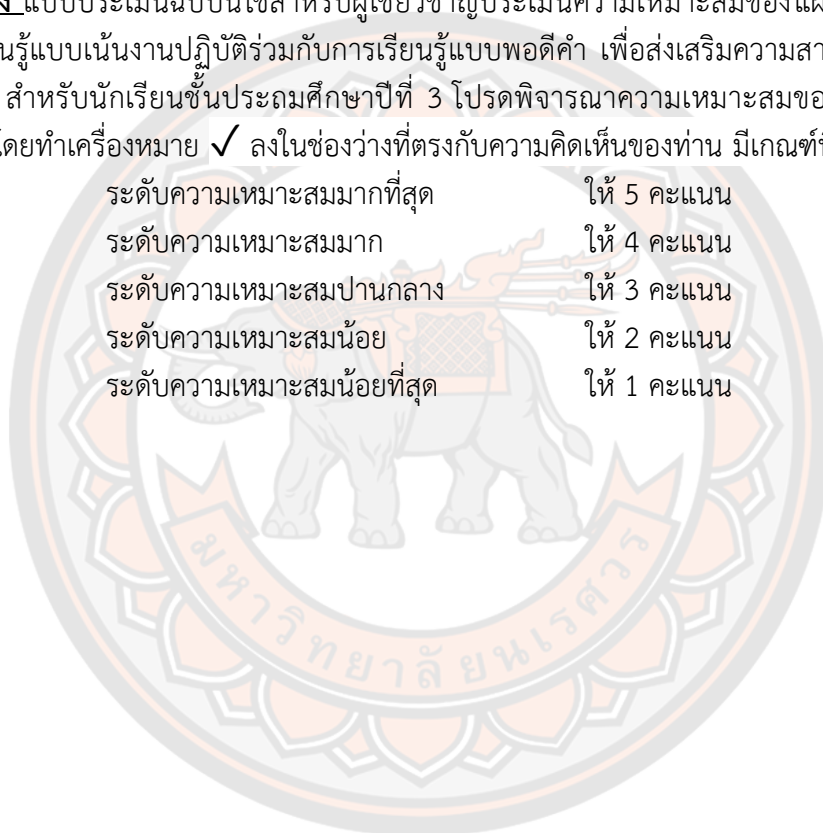 แบบประเมินฉบับนี้ใช้สำหรับผู้เชี่ยวชาญประเมินความเหมาะสมของแผ
นรู้แบบเน้นงานปฏิบัติร่วมกับการเรียนรู้แบบพอดีคำ เพื่อส่งเสริมความสา
สำหรับนักเรียนชั้นประถมศึกษาปีที่ 3 โปรดพิจารณาความเหมาะสมขอ
โดยทำเครื่องหมาย ✓ ลงในช่องว่างที่ตรงกับความคิดเห็นของท่าน มีเกณฑ์
ระดับความเหมาะสมมากที่สุด ให้ 5 คะแนน
ระดับความเหมาะสมมาก ให้ 4 คะแนน
ระดับความเหมาะสมปานกลาง ให้ 3 คะแนน
ระดับความเหมาะสมน้อย ให้ 2 คะแนน
ระดับความเหมาะสมน้อยที่สุด ให้ 1 คะแนน
มหาวิทยาลัยนเรศวร